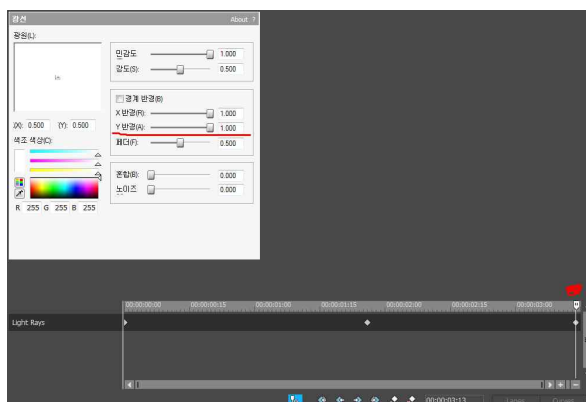 광선 About ?
광원(L):
in
(X): 0.500 (Y): 0.500
색조 색상(C):
R 255 G 255 B 255
민감도: 1.000
강도(S): 0.500
경계 반경(B)
X 반경(R): 1.000
Y 반경(A): 1.000
페더(F): 0.500
혼합(B): 0.000
노이즈 0.000
00:00:00:00 00:00:00:15 00:00:01:00 00:00:01:15 00:00:02:00 00:00:02:15 00:00:03:00
Light Rays
00:00:03:13 Lanes Curves